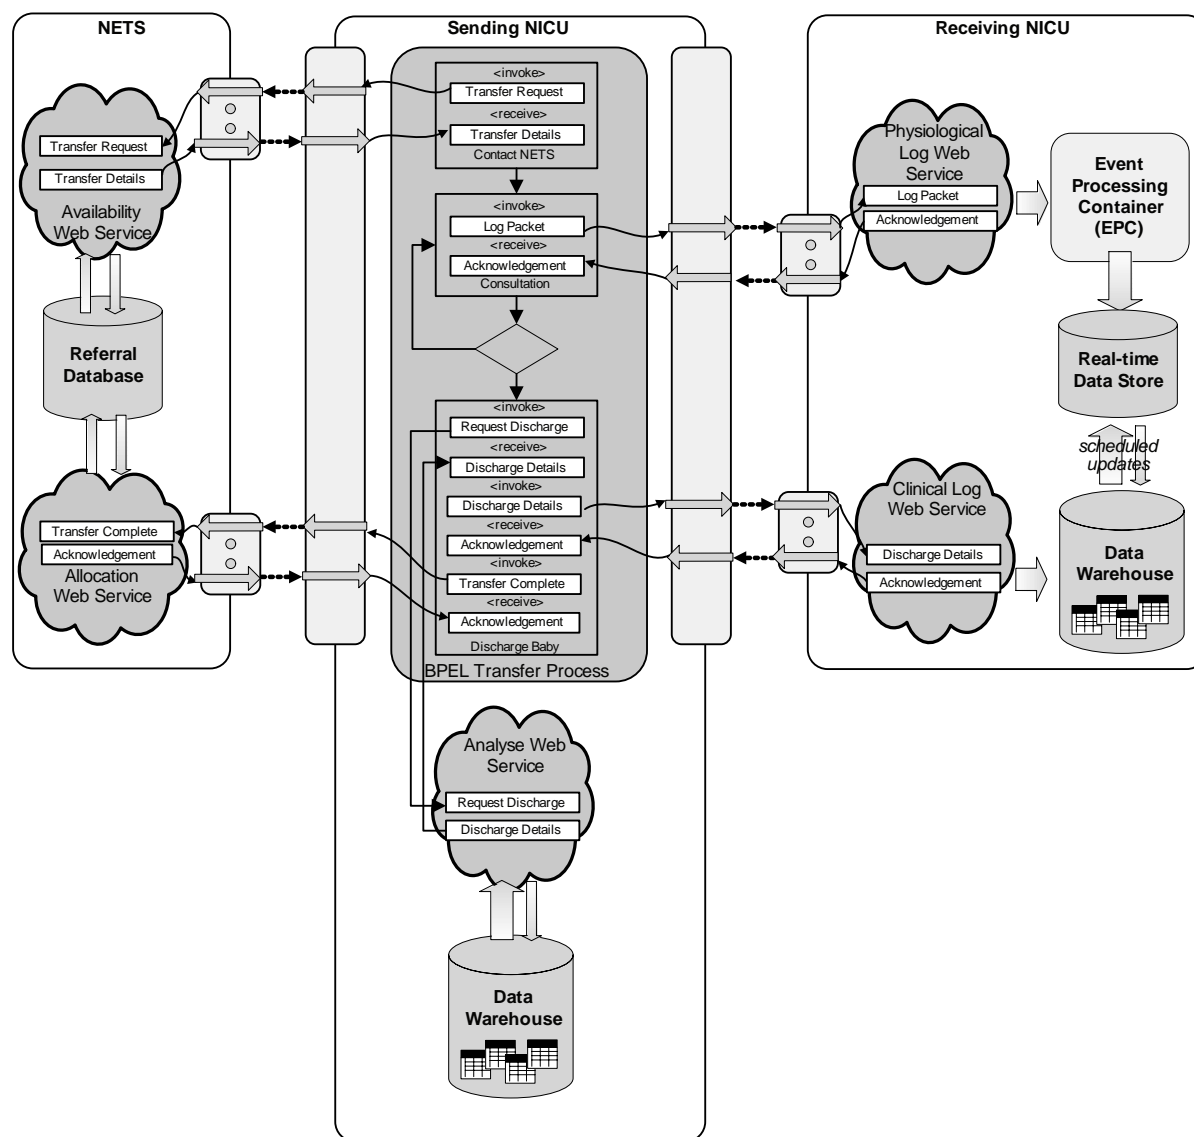 NETS
Transfer Request
Transfer Details
Availability
Web Service
Referral
Database
Transfer Complete
Acknowledgement
Allocation
Web Service
Sending NICU
<invoke>
Transfer Request
<receive>
Transfer Details
Contact NETS
<invoke>
Log Packet
<receive>
Acknowledgement
Consultation
<invoke>
Request Discharge
<receive>
Discharge Details
<invoke>
Discharge Details
<receive>
Acknowledgement
<invoke>
Transfer Complete
<receive>
Acknowledgement
Discharge Baby
BPEL Transfer Process
Analyse Web
Service
Request Discharge
Discharge Details
Data
Warehouse
Receiving NICU
Physiological
Log Web
Service
Log Packet
Acknowledgement
Event
Processing
Container
(EPC)
Real-time
Data Store
scheduled
updates
Clinical Log
Web Service
Discharge Details
Acknowledgement
Data
Warehouse